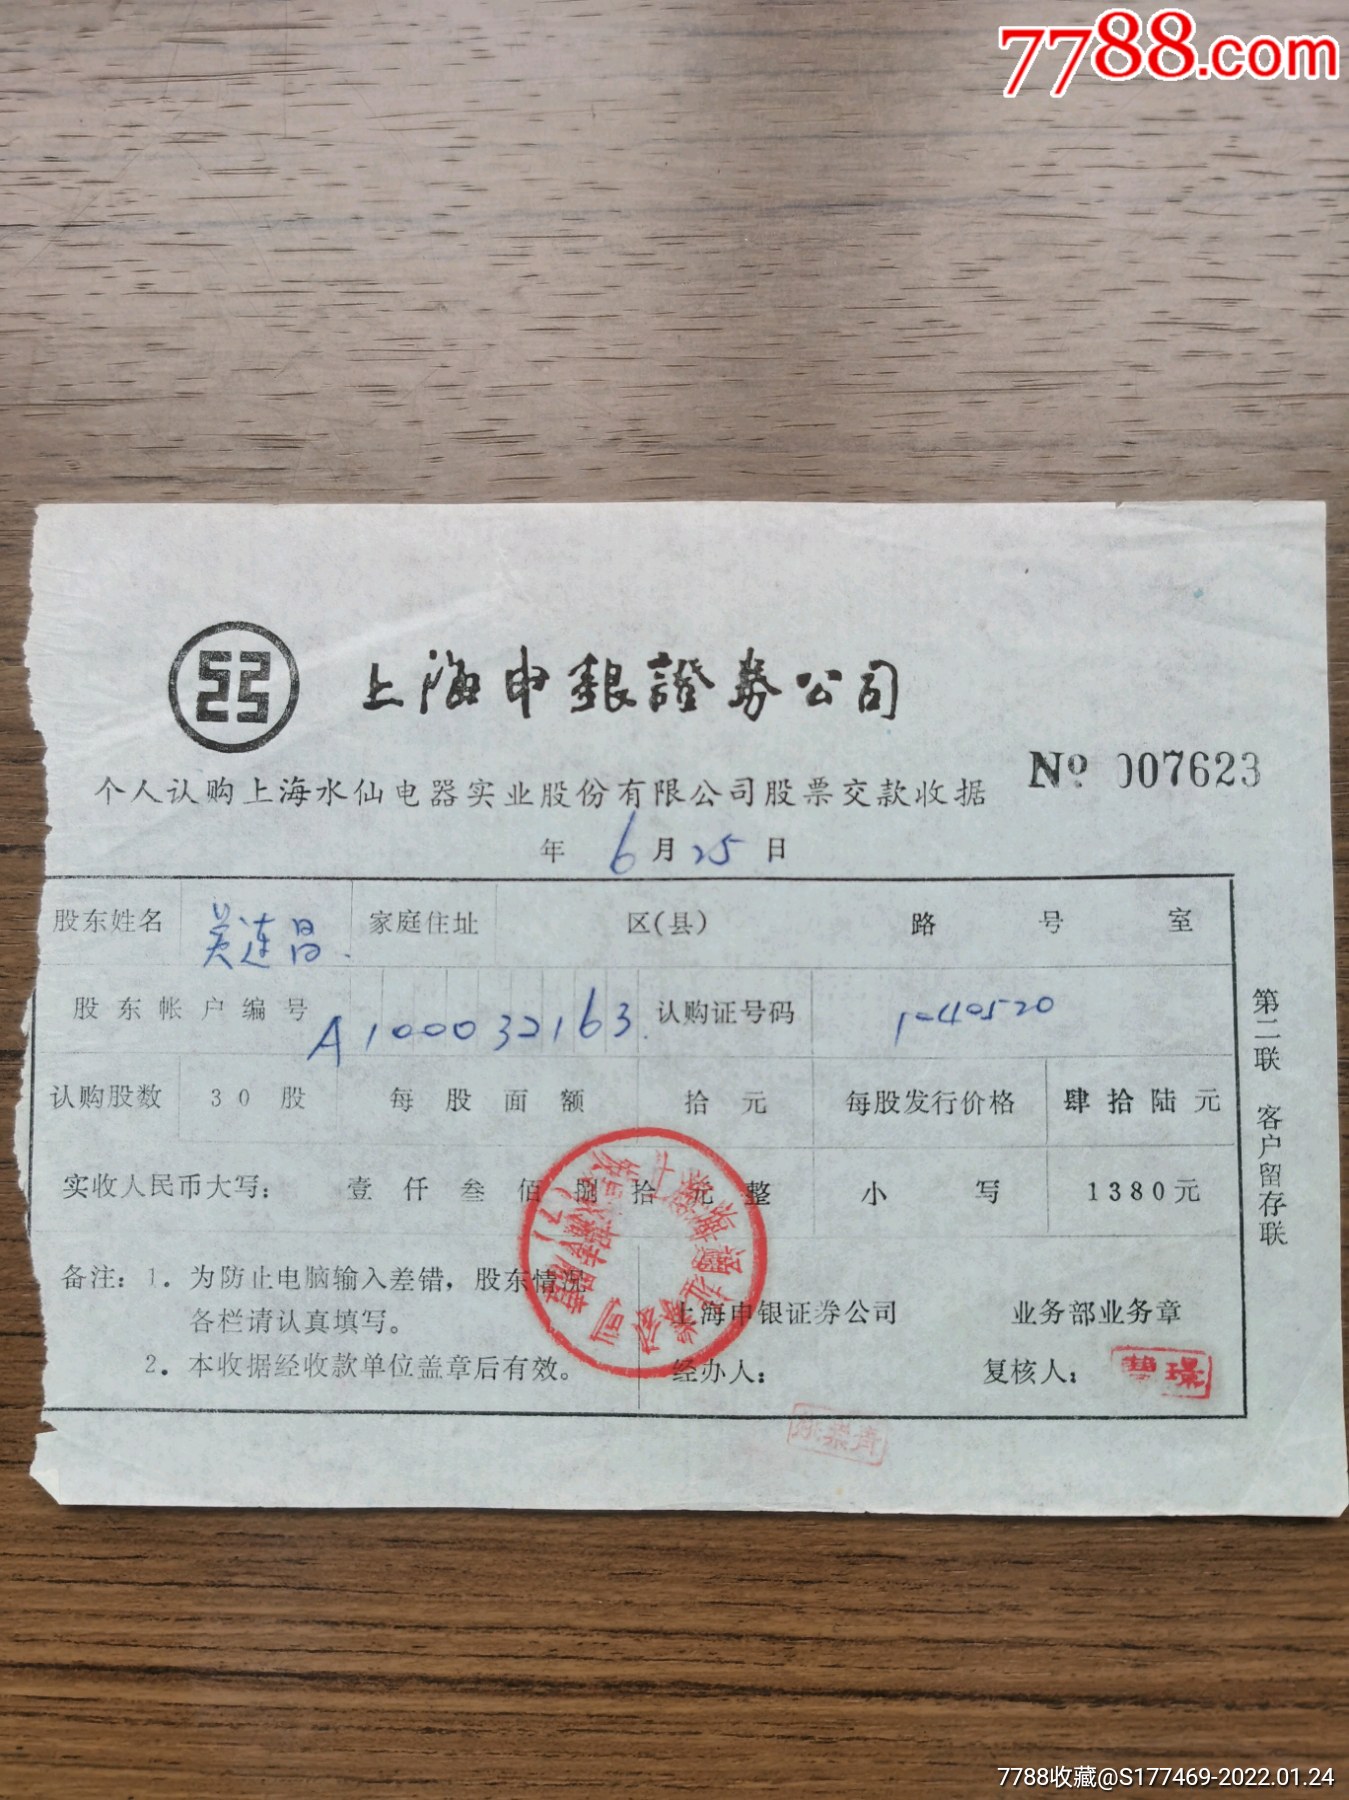 7788.com
上海申銀證券公司
№ 007623
个人认购上海水仙电器实业股份有限公司股票交款收据
年 6 月 25 日
股东姓名 吴连昌. 家庭住址 区(县) 路 号 室
股东帐户编号 A100032163. 认购证号码 1-40520
认购股数 30 股 每股面额 拾元 每股发行价格 肆拾陆元
实收人民币大写: 壹仟叁佰捌拾元整 小写 1380元
备注: 1. 为防止电脑输入差错, 股东情况
各栏请认真填写。
2. 本收据经收款单位盖章后有效。
上海申银证券公司 业务部业务章
经办人: 复核人:
第二联 客户留存联
7788收藏@S177469-2022.01.24